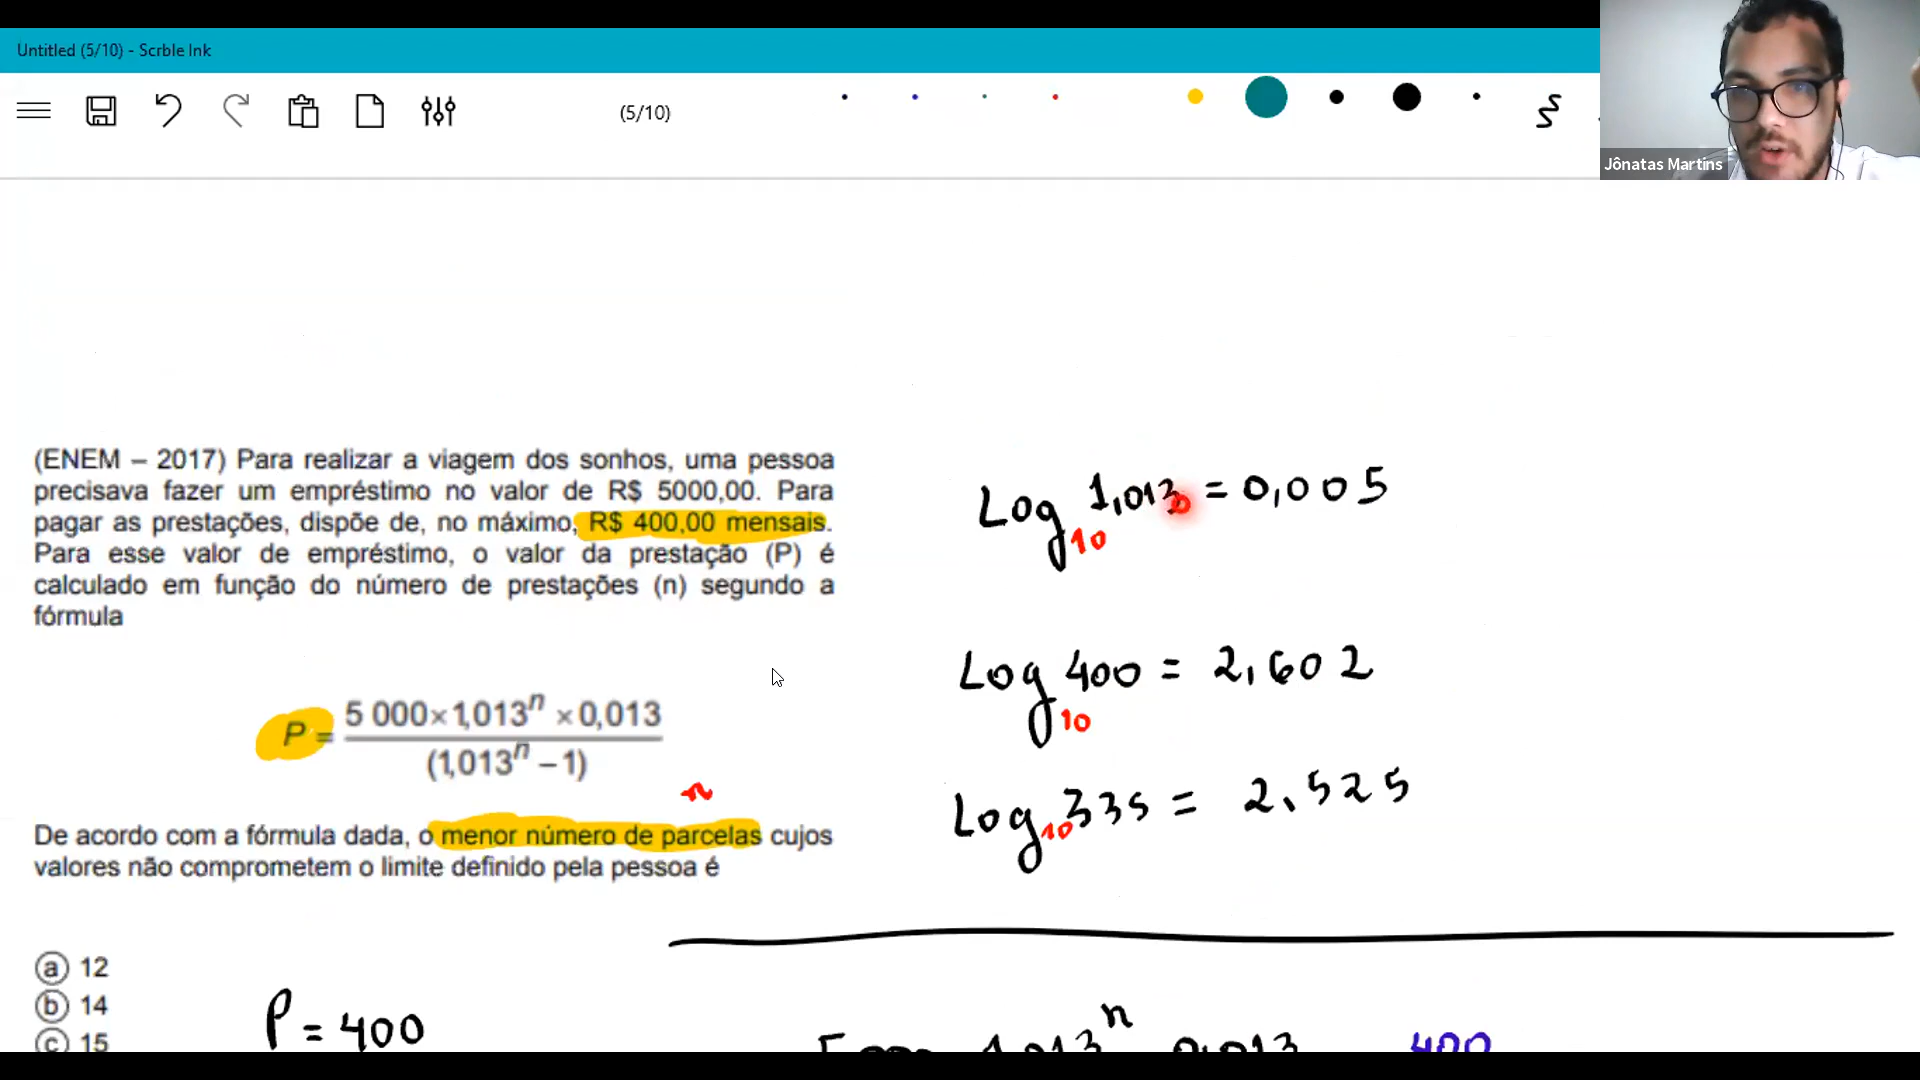 Untitled (5/10) - Scrble Ink
(5/10)
Jônatas Martins
(ENEM – 2017) Para realizar a viagem dos sonhos, uma pessoa
precisava fazer um empréstimo no valor de R$ 5000,00. Para
pagar as prestações, dispõe de, no máximo, R$ 400,00 mensais.
Para esse valor de empréstimo, o valor da prestação (P) é
calculado em função do número de prestações (n) segundo a
fórmula
P = 5 000×1,013ⁿ ×0,013
(1,013ⁿ – 1)
n
De acordo com a fórmula dada, o menor número de parcelas cujos
valores não comprometem o limite definido pela pessoa é
a 12
b 14
c 15
P = 400
Log₁₀ 1,013 = 0,005
Log₁₀ 400 = 2,602
Log₁₀ 335 = 2,525
1,013ⁿ 0,013 400